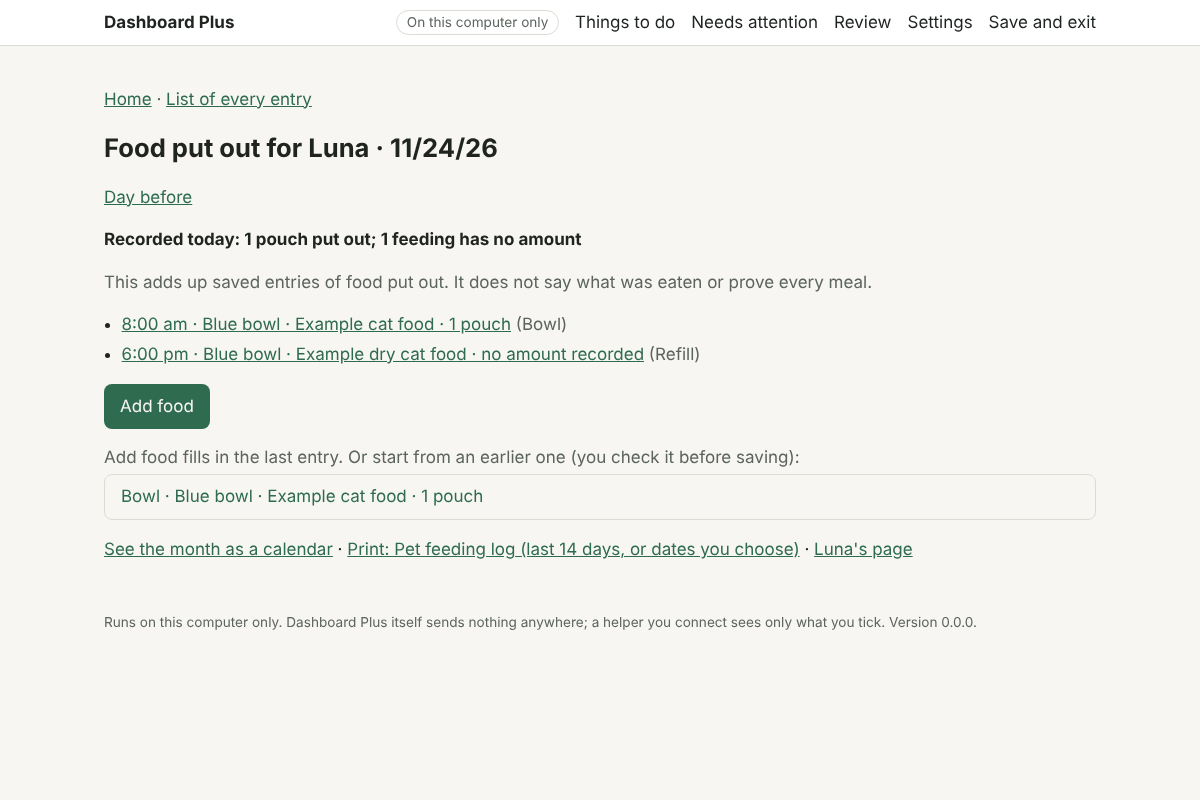 Dashboard Plus
On this computer only Things to do Needs attention Review Settings Save and exit
Home · List of every entry
Food put out for Luna · 11/24/26
Day before
Recorded today: 1 pouch put out; 1 feeding has no amount
This adds up saved entries of food put out. It does not say what was eaten or prove every meal.
• 8:00 am · Blue bowl · Example cat food · 1 pouch (Bowl)
• 6:00 pm · Blue bowl · Example dry cat food · no amount recorded (Refill)
Add food
Add food fills in the last entry. Or start from an earlier one (you check it before saving):
Bowl · Blue bowl · Example cat food · 1 pouch
See the month as a calendar · Print: Pet feeding log (last 14 days, or dates you choose) · Luna's page
Runs on this computer only. Dashboard Plus itself sends nothing anywhere; a helper you connect sees only what you tick. Version 0.0.0.